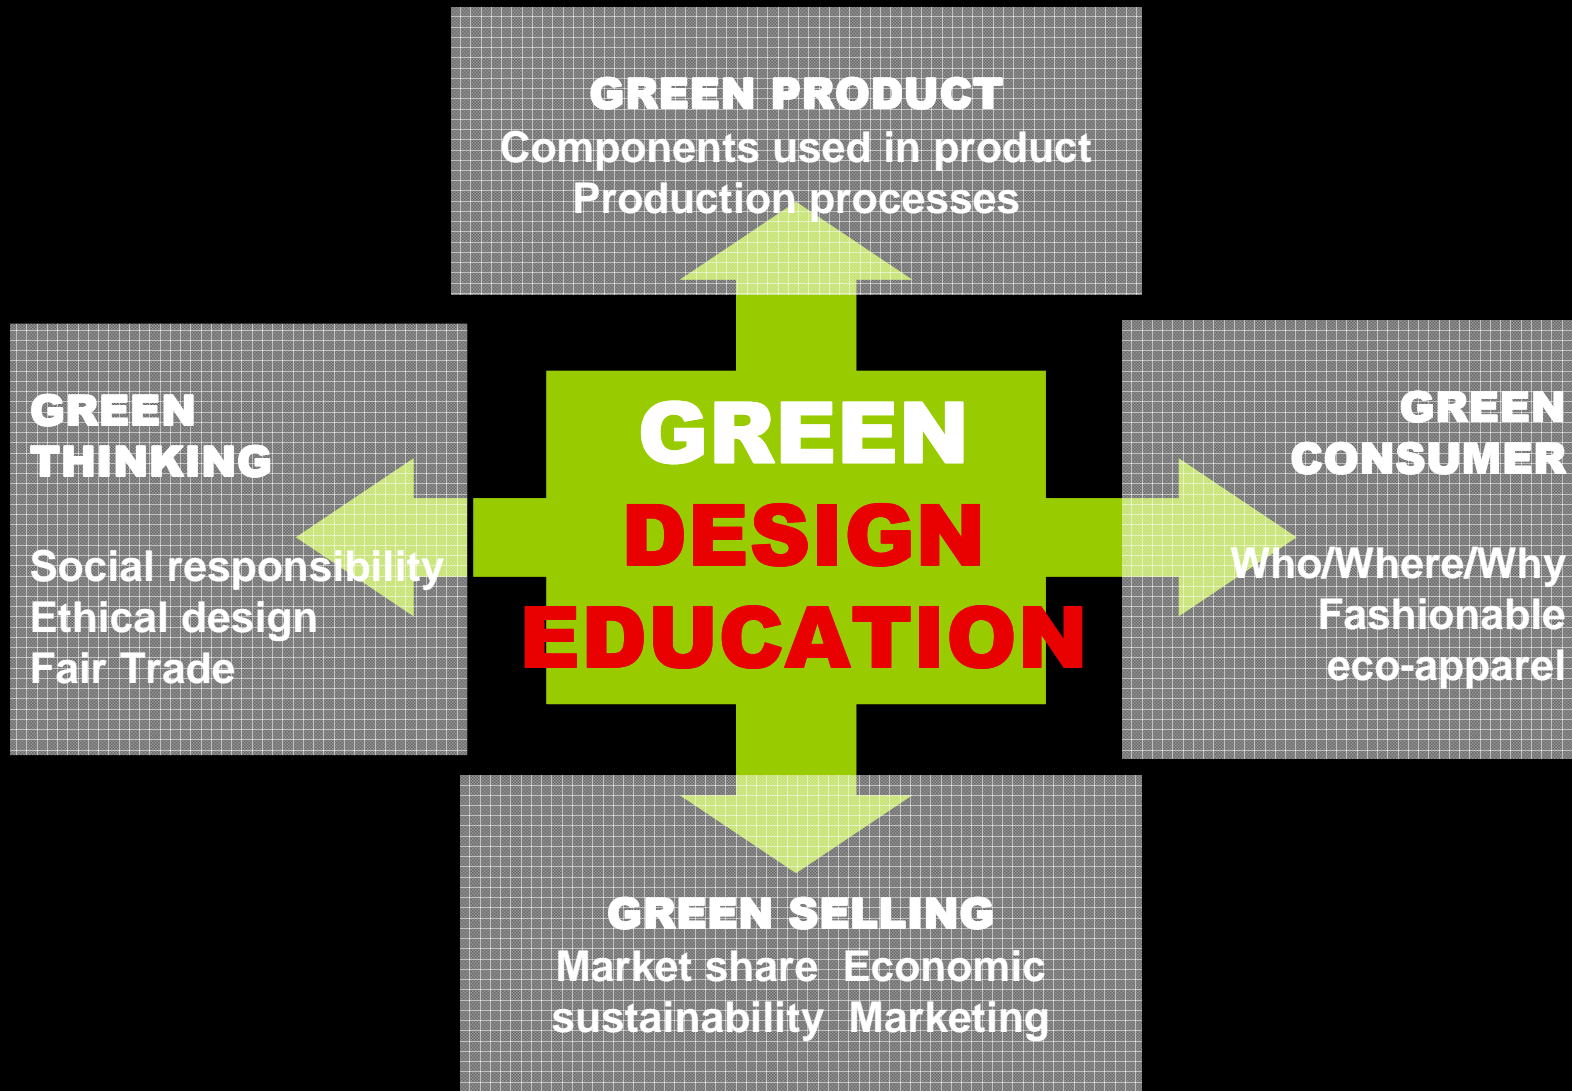 GREEN PRODUCT
Components used in product
Production processes
GREEN
THINKING
Social responsibility
Ethical design
Fair Trade
GREEN
DESIGN
EDUCATION
GREEN
CONSUMER
Who/Where/Why
Fashionable
eco-apparel
GREEN SELLING
Market share  Economic
sustainability  Marketing